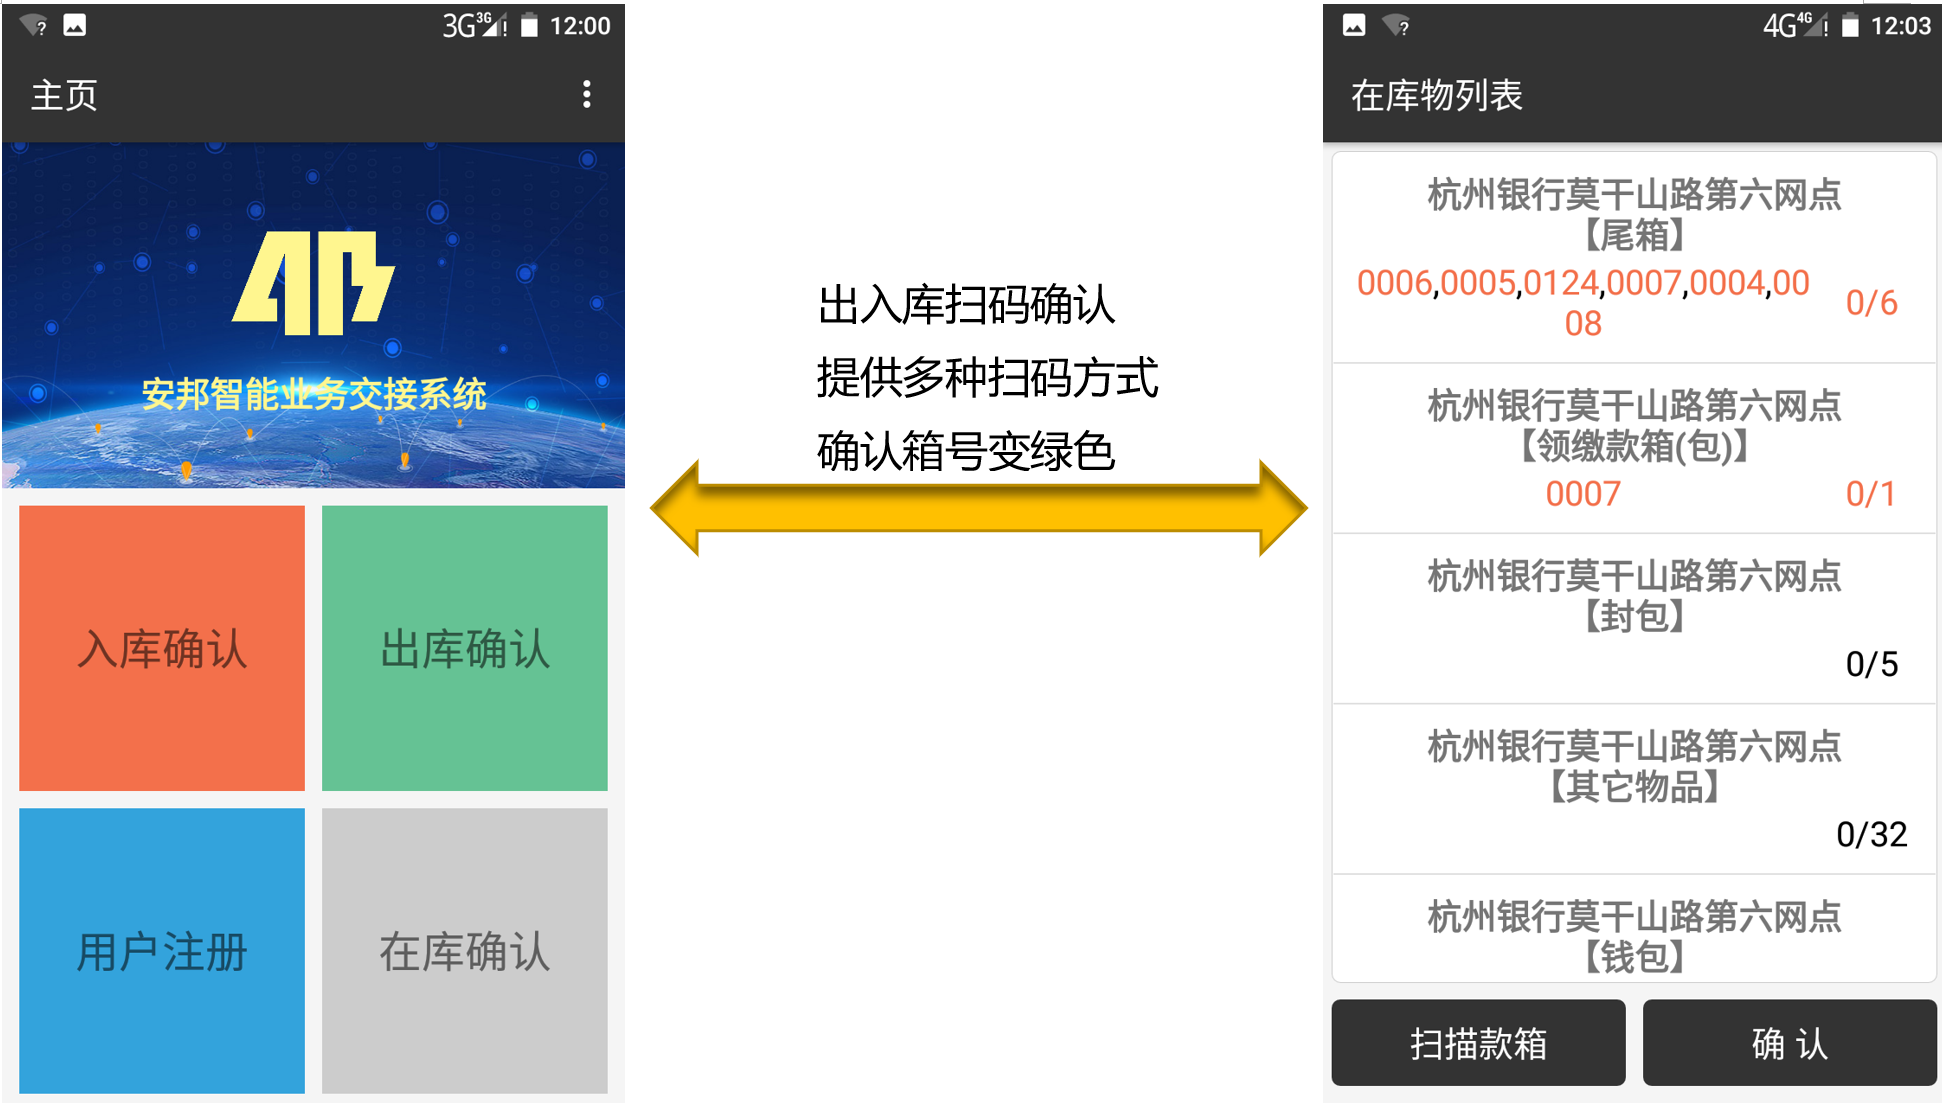 3G 3G 12:00
主页
安邦智能业务交接系统
入库确认
出库确认
用户注册
在库确认
出入库扫码确认
提供多种扫码方式
确认箱号变绿色
4G 4G 12:03
在库物列表
杭州银行莫干山路第六网点
【尾箱】
0006,0005,0124,0007,0004,00
08
0/6
杭州银行莫干山路第六网点
【领缴款箱(包)】
0007
0/1
杭州银行莫干山路第六网点
【封包】
0/5
杭州银行莫干山路第六网点
【其它物品】
0/32
杭州银行莫干山路第六网点
【钱包】
扫描款箱
确 认